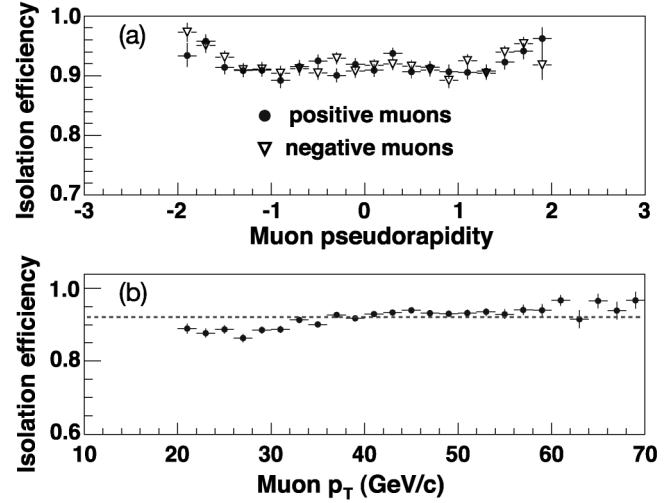 Isolation efficiency
1.0
0.9
0.8
0.7
(a)
positive muons
negative muons
-3 -2 -1 0 1 2 3
Muon pseudorapidity
Isolation efficiency
1.0
0.8
0.6
(b)
10 20 30 40 50 60 70
Muon pT (GeV/c)